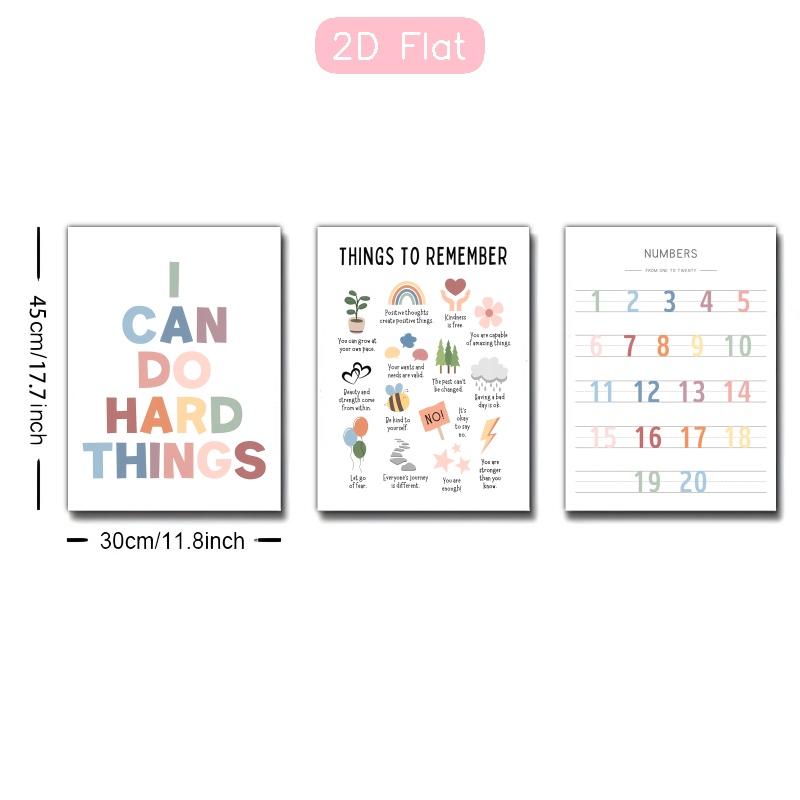 2D Flat
45cm/17.7inch
30cm/11.8inch
I
CAN
DO
HARD
THINGS
THINGS TO REMEMBER
You can grow at
your own pace.
Positive thoughts
create positive things.
Kindness
is free.
You are capable
of amazing things.
Your wants and
needs are valid.
The past can't
be changed.
Having a bad
day is ok.
Beauty and
strength come
from within.
Be kind to
yourself.
NO!
It's
okay
to say
no.
Let go
of fear.
Everyone's journey
is different.
You are
enough!
You are
stronger
than you
know.
NUMBERS
FROM ONE TO TWENTY
1 2 3 4 5
6 7 8 9 10
11 12 13 14
15 16 17 18
19 20